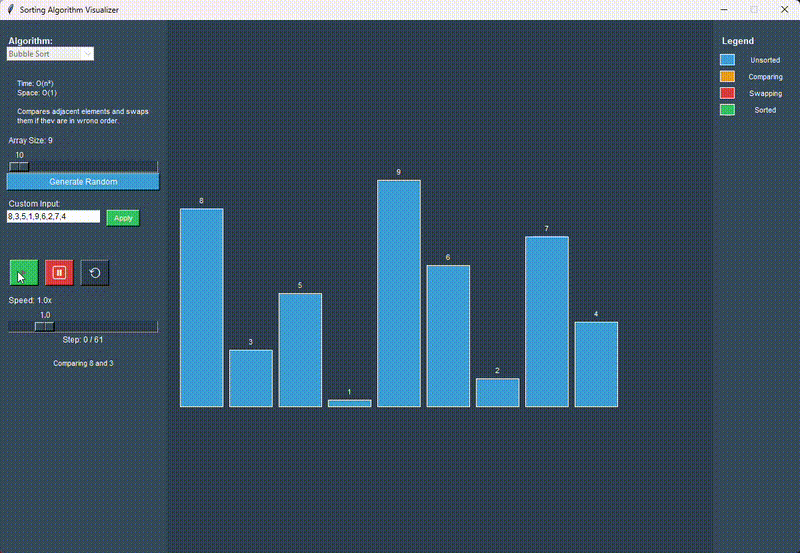 Sorting Algorithm Visualizer
Algorithm:
Bubble Sort
Time: O(n²)
Space: O(1)
Compares adjacent elements and swaps
them if they are in wrong order.
Array Size: 9
10
Generate Random
Custom Input:
8,3,5,1,9,6,2,7,4
Apply
Speed: 1.0x
1.0
Step: 0 / 61
Comparing 8 and 3
8
3
5
1
9
6
2
7
4
Legend
Unsorted
Comparing
Swapping
Sorted